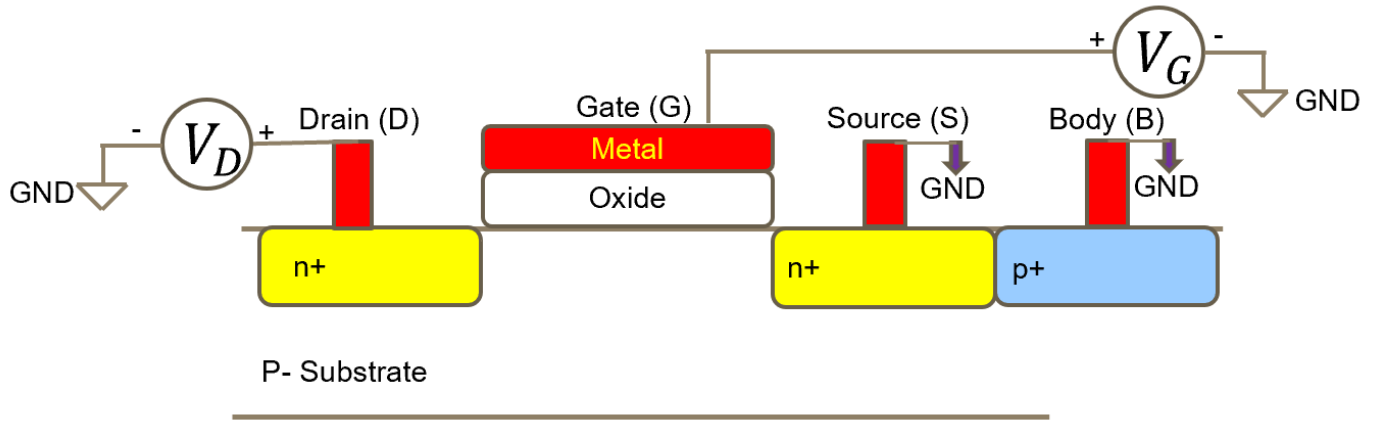 + V_G -
GND
Gate (G)
Drain (D)
Source (S)
Body (B)
- V_D +
Metal
GND
GND
GND
Oxide
n+
n+
p+
P- Substrate